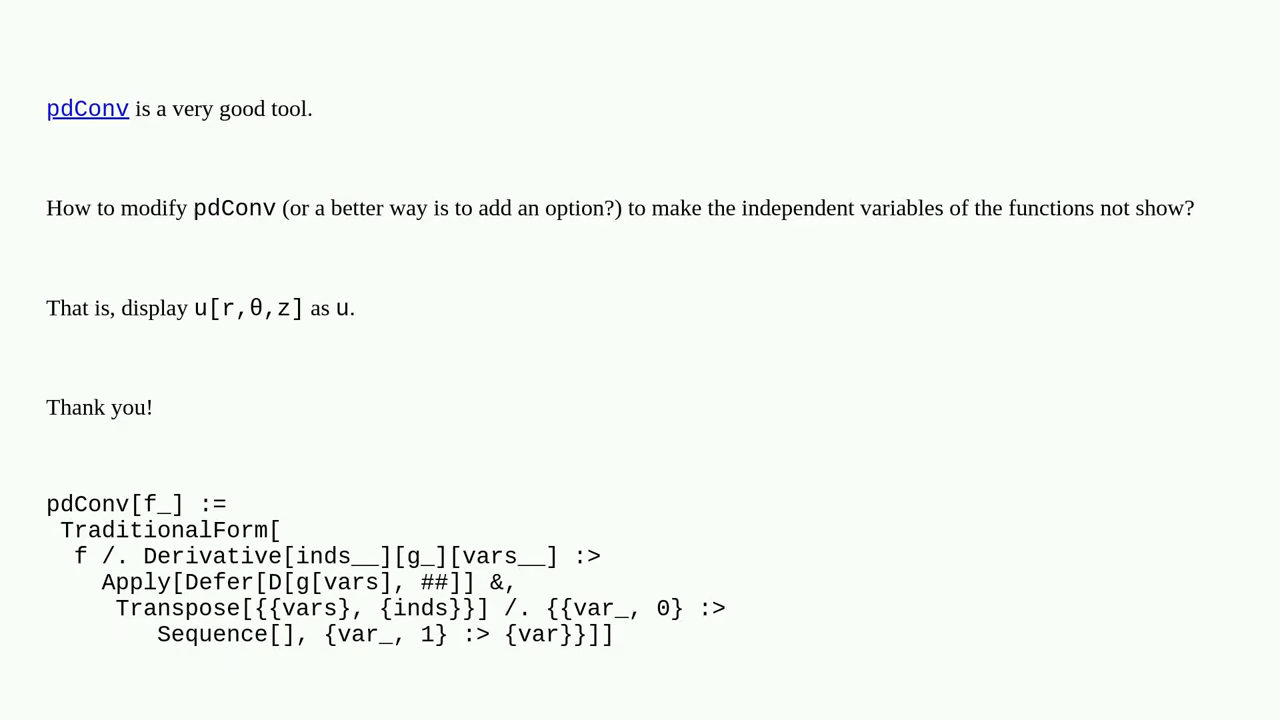 pdConv is a very good tool.
How to modify pdConv (or a better way is to add an option?) to make the independent variables of the functions not show?
That is, display u[r,θ,z] as u.
Thank you!
pdConv[f_] :=
 TraditionalForm[
  f /. Derivative[inds__][g_][vars__] :>
    Apply[Defer[D[g[vars], ##]] &,
     Transpose[{{vars}, {inds}}] /. {{var_, 0} :>
        Sequence[], {var_, 1} :> {var}}]]